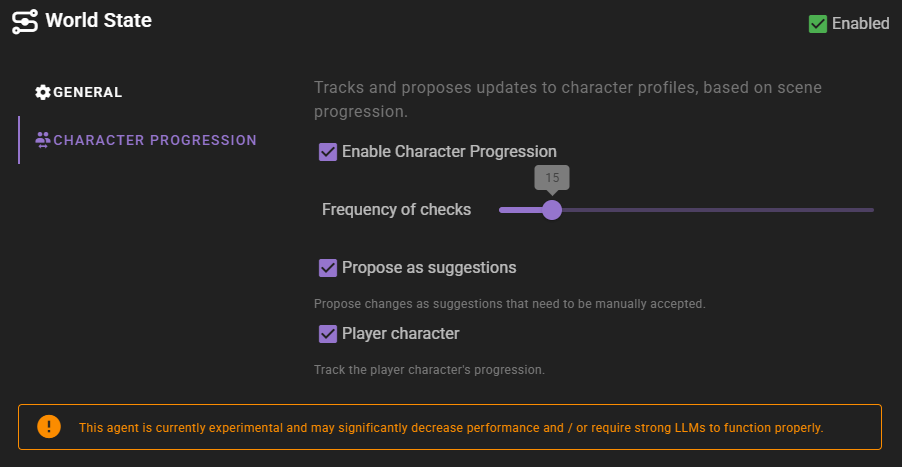 World State
Enabled
GENERAL
CHARACTER PROGRESSION
Tracks and proposes updates to character profiles, based on scene
progression.
Enable Character Progression
15
Frequency of checks
Propose as suggestions
Propose changes as suggestions that need to be manually accepted.
Player character
Track the player character's progression.
This agent is currently experimental and may significantly decrease performance and / or require strong LLMs to function properly.